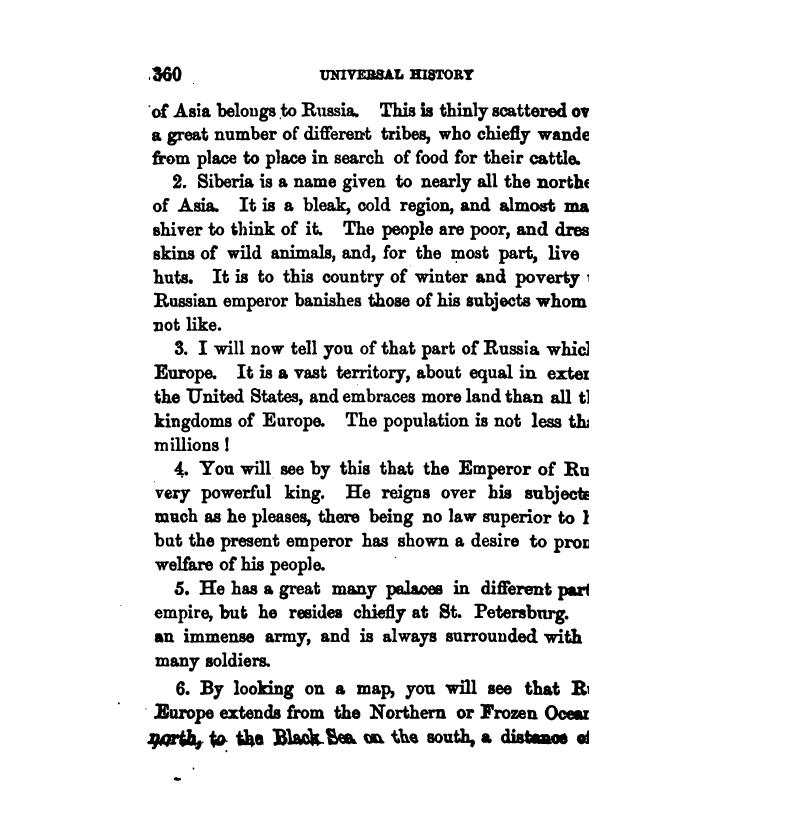 360 UNIVERSAL HISTORY
of Asia belongs to Russia. This is thinly scattered ov
a great number of different tribes, who chiefly wande
from place to place in search of food for their cattle.
2. Siberia is a name given to nearly all the northe
of Asia. It is a bleak, cold region, and almost ma
shiver to think of it. The people are poor, and dres
skins of wild animals, and, for the most part, live
huts. It is to this country of winter and poverty
Russian emperor banishes those of his subjects whom
not like.
3. I will now tell you of that part of Russia whic
Europe. It is a vast territory, about equal in exte
the United States, and embraces more land than all t
kingdoms of Europe. The population is not less th
millions!
4. You will see by this that the Emperor of Ru
very powerful king. He reigns over his subjects
much as he pleases, there being no law superior to
but the present emperor has shown a desire to pro
welfare of his people.
5. He has a great many palaces in different part
empire, but he resides chiefly at St. Petersburg.
an immense army, and is always surrounded with
many soldiers.
6. By looking on a map, you will see that R
Europe extends from the Northern or Frozen Ocean
north, to the Black Sea on the south, a distance of